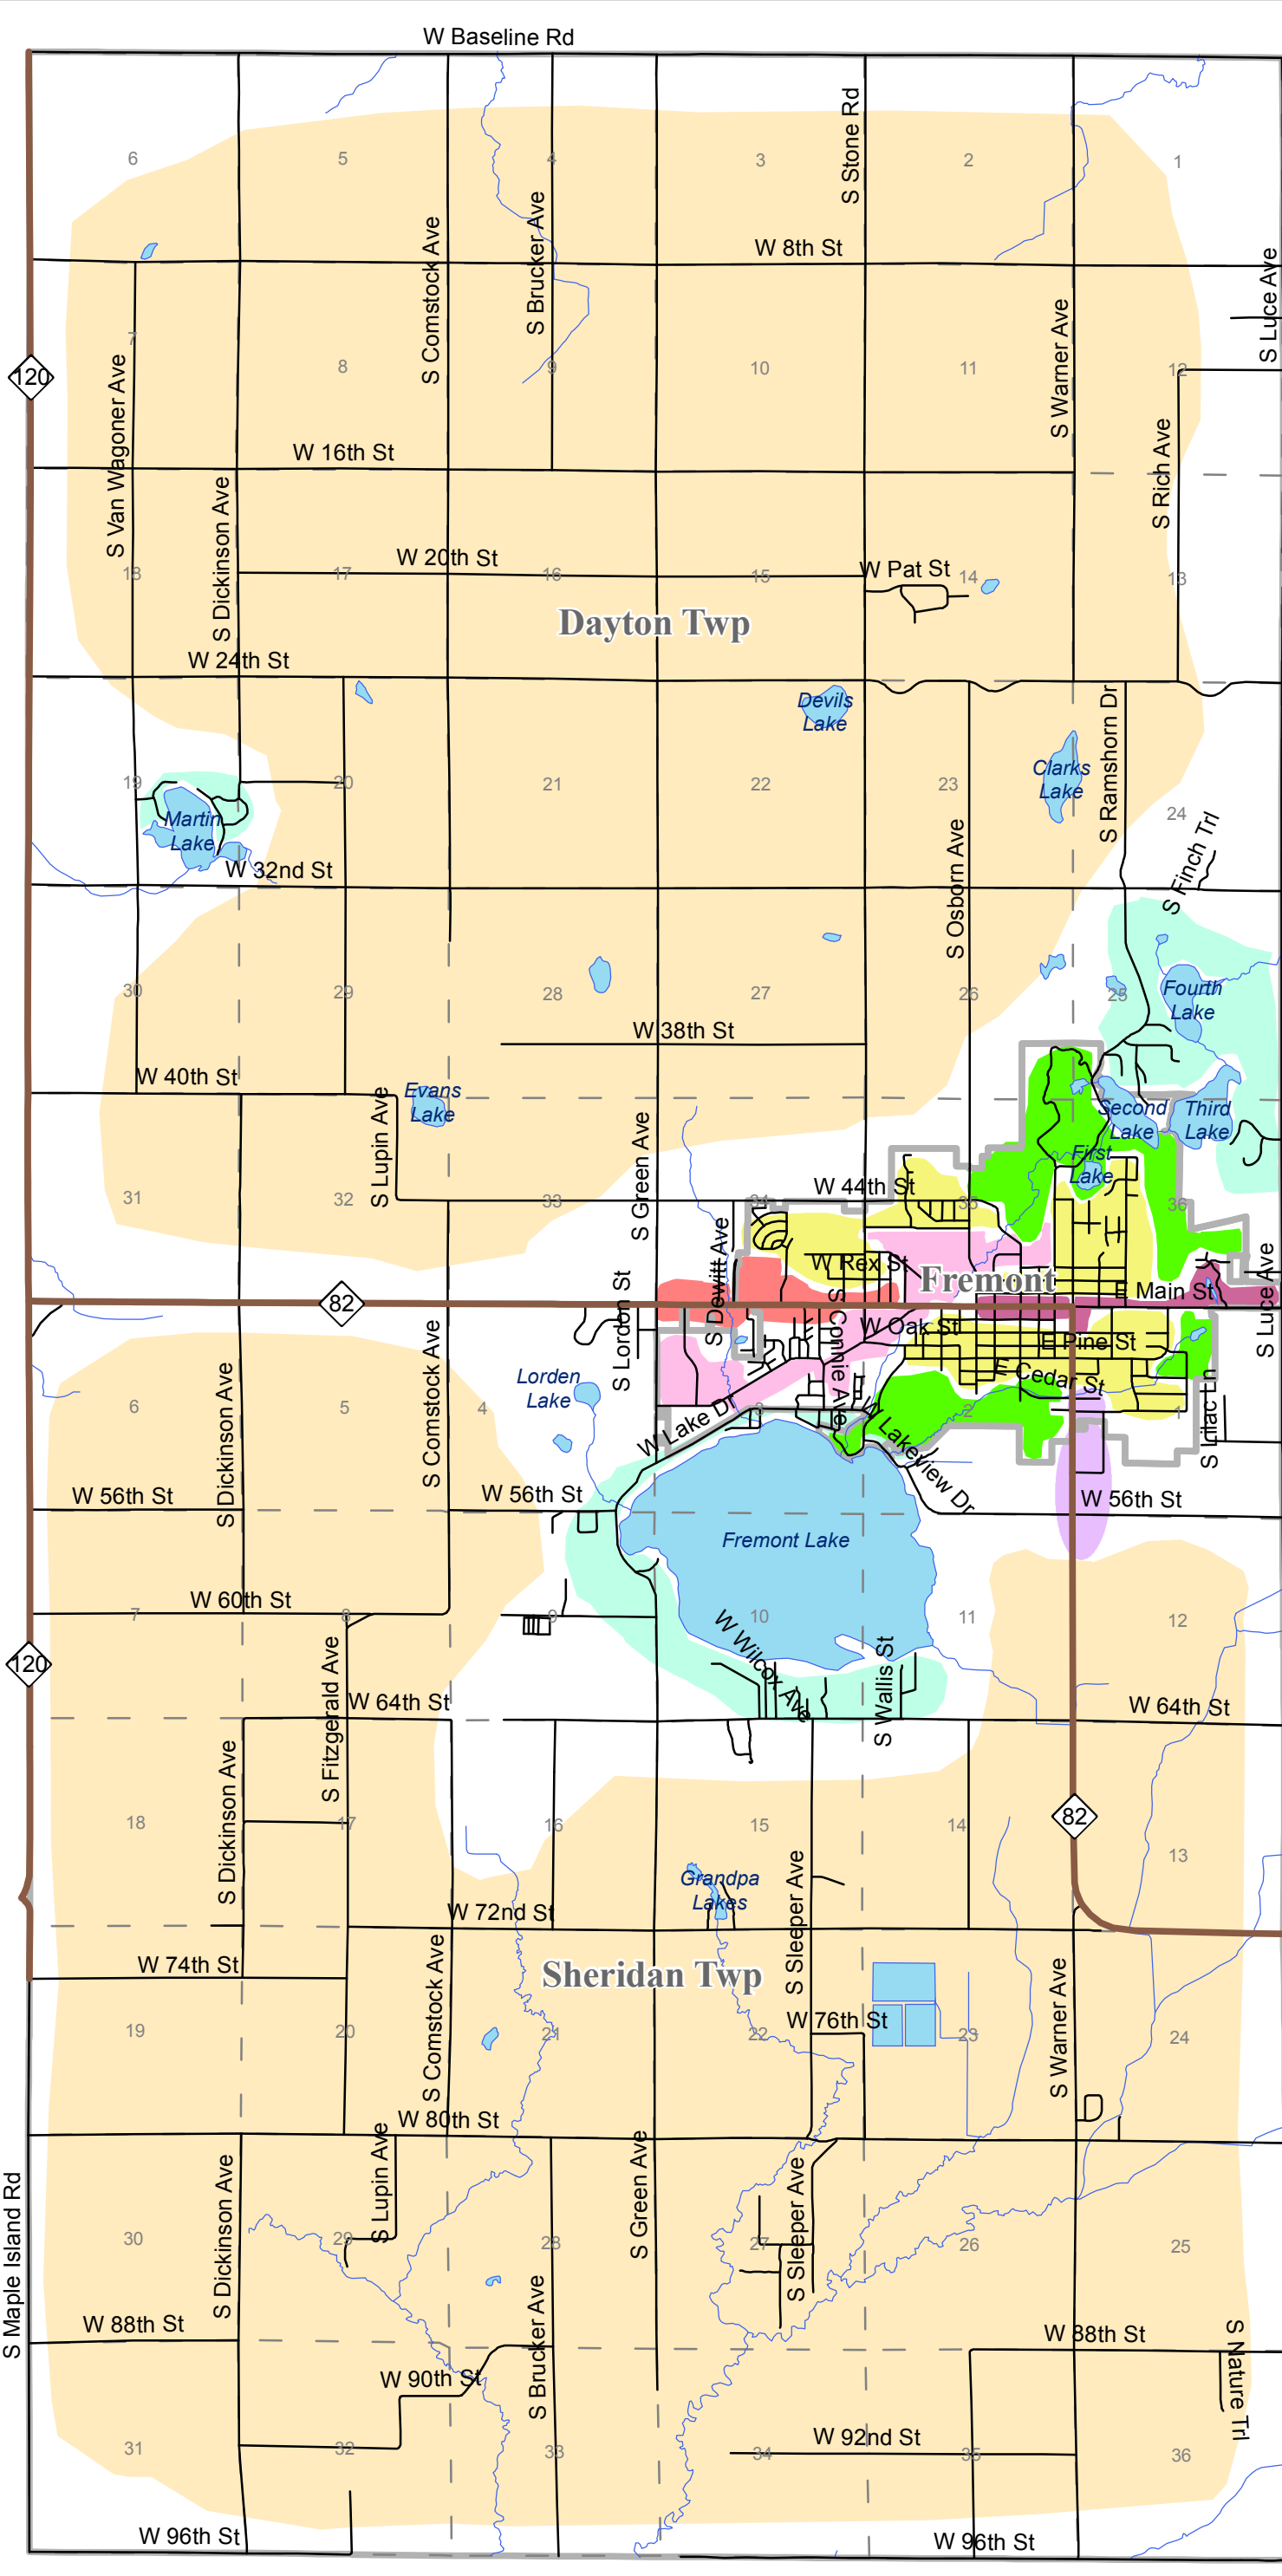 W Baseline Rd
6
5
4
3
2
1
S Stone Rd
S Comstock Ave
S Brucker Ave
W 8th St
S Luce Ave
S Warner Ave
7
8
9
10
11
12
120
S Van Wagoner Ave
W 16th St
S Rich Ave
S Dickinson Ave
W 20th St
W Pat St
18
17
16
15
14
13
Dayton Twp
W 24th St
Devils
Lake
S Ramshorn Dr
Clarks
Lake
19
20
21
22
23
24
Martin
Lake
S Finch Trl
S Osborn Ave
W 32nd St
30
29
28
27
26
25
Fourth
Lake
W 38th St
W 40th St
Evans
Lake
S Lupin Ave
S Green Ave
Second
Lake
Third
Lake
First
Lake
31
32
33
34
35
36
W 44th St
S Dewitt Ave
W Rex St
Fremont
E Main St
S Luce Ave
82
S Lordon St
S Connie Ave
W Oak St
E Pine St
E Cedar St
S Comstock Ave
S Dickinson Ave
Lorden
Lake
6
5
4
3
2
1
W Lake Dr
N Lakeview Dr
S Lilac Ln
W 56th St
W 56th St
W 56th St
Fremont Lake
W 60th St
7
8
9
10
11
12
120
S Fitzgerald Ave
W Wilcox Ave
S Wallis St
W 64th St
W 64th St
S Dickinson Ave
82
18
17
16
15
14
13
Grandpa
Lakes
S Sleeper Ave
W 72nd St
W 74th St
Sheridan Twp
S Comstock Ave
S Warner Ave
W 76th St
19
20
21
22
23
24
W 80th St
S Maple Island Rd
S Dickinson Ave
S Lupin Ave
S Green Ave
S Sleeper Ave
30
29
28
27
26
25
W 88th St
W 88th St
S Brucker Ave
S Nature Trl
W 90th St
W 92nd St
31
32
33
34
35
36
W 96th St
W 96th St